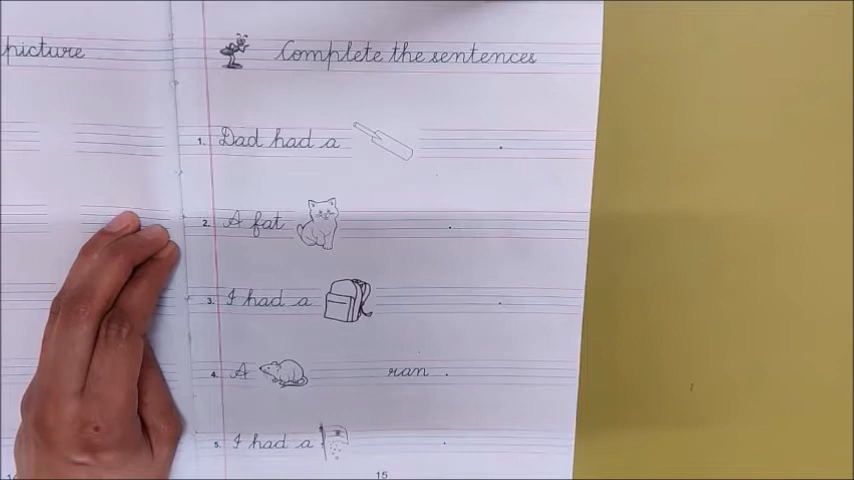 picture
Complete the sentences
1. Dad had a .
2. A fat .
3. I had a .
4. A ran .
5. I had a .
15